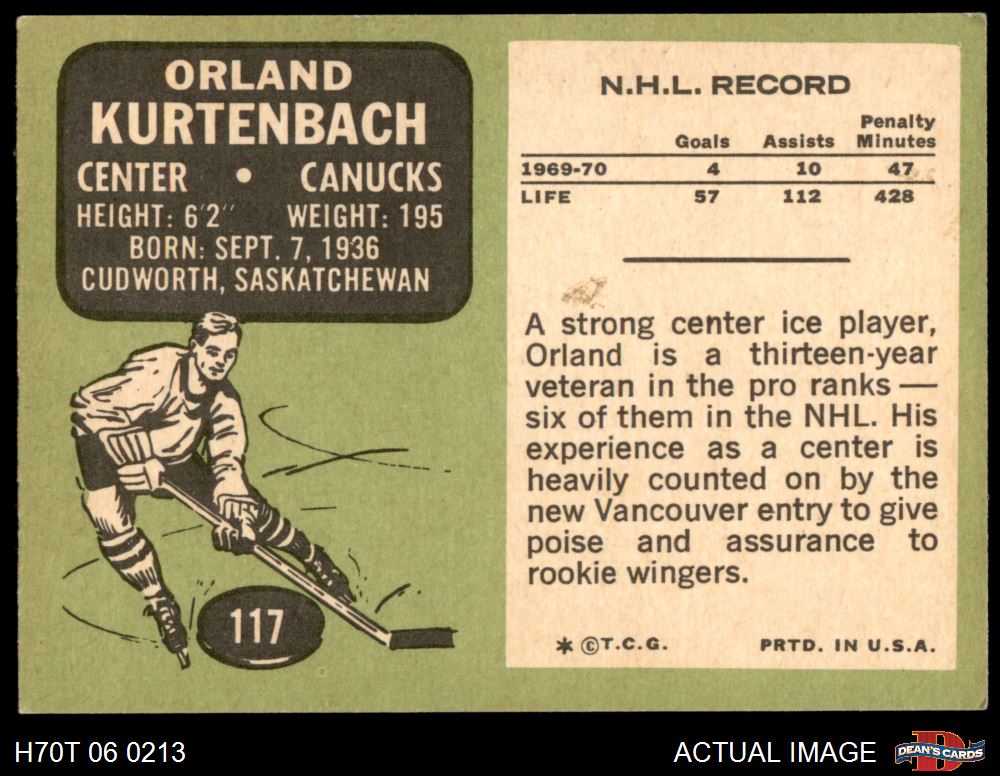 ORLAND
KURTENBACH
CENTER • CANUCKS
HEIGHT: 6'2" WEIGHT: 195
BORN: SEPT. 7, 1936
CUDWORTH, SASKATCHEWAN
117
N.H.L. RECORD
Goals Assists Penalty Minutes
1969-70 4 10 47
LIFE 57 112 428
A strong center ice player,
Orland is a thirteen-year
veteran in the pro ranks —
six of them in the NHL. His
experience as a center is
heavily counted on by the
new Vancouver entry to give
poise and assurance to
rookie wingers.
* © T.C.G. PRTD. IN U.S.A.
H70T 06 0213
ACTUAL IMAGE
D
DEAN'S CARDS